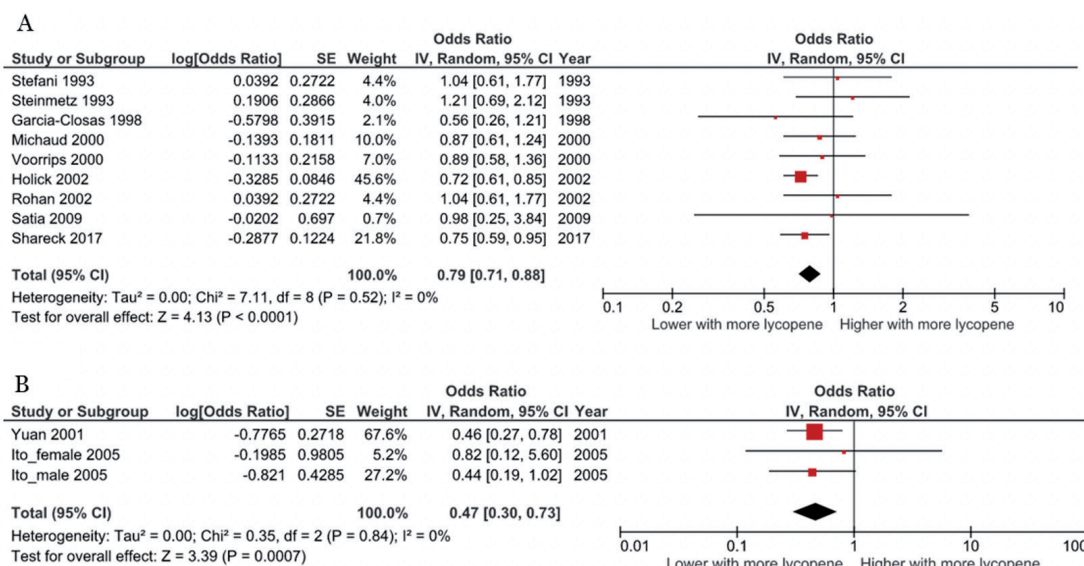 A
Odds Ratio Odds Ratio
Study or Subgroup log[Odds Ratio] SE Weight IV, Random, 95% CI Year IV, Random, 95% CI
Stefani 1993 0.0392 0.2722 4.4% 1.04 [0.61, 1.77] 1993
Steinmetz 1993 0.1906 0.2866 4.0% 1.21 [0.69, 2.12] 1993
Garcia-Closas 1998 -0.5798 0.3915 2.1% 0.56 [0.26, 1.21] 1998
Michaud 2000 -0.1393 0.1811 10.0% 0.87 [0.61, 1.24] 2000
Voorrips 2000 -0.1133 0.2158 7.0% 0.89 [0.58, 1.36] 2000
Holick 2002 -0.3285 0.0846 45.6% 0.72 [0.61, 0.85] 2002
Rohan 2002 0.0392 0.2722 4.4% 1.04 [0.61, 1.77] 2002
Satia 2009 -0.0202 0.697 0.7% 0.98 [0.25, 3.84] 2009
Shareck 2017 -0.2877 0.1224 21.8% 0.75 [0.59, 0.95] 2017
Total (95% CI) 100.0% 0.79 [0.71, 0.88]
Heterogeneity: Tau² = 0.00; Chi² = 7.11, df = 8 (P = 0.52); I² = 0%
Test for overall effect: Z = 4.13 (P < 0.0001)
0.1 0.2 0.5 1 2 5 10
Lower with more lycopene Higher with more lycopene
B
Odds Ratio Odds Ratio
Study or Subgroup log[Odds Ratio] SE Weight IV, Random, 95% CI Year IV, Random, 95% CI
Yuan 2001 -0.7765 0.2718 67.6% 0.46 [0.27, 0.78] 2001
Ito_female 2005 -0.1985 0.9805 5.2% 0.82 [0.12, 5.60] 2005
Ito_male 2005 -0.821 0.4285 27.2% 0.44 [0.19, 1.02] 2005
Total (95% CI) 100.0% 0.47 [0.30, 0.73]
Heterogeneity: Tau² = 0.00; Chi² = 0.35, df = 2 (P = 0.84); I² = 0%
Test for overall effect: Z = 3.39 (P = 0.0007)
0.01 0.1 1 10 100
Lower with more lycopene Higher with more lycopene